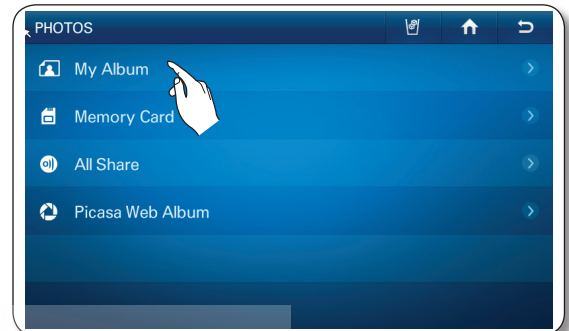 PHOTOS
My Album
Memory Card
All Share
Picasa Web Album